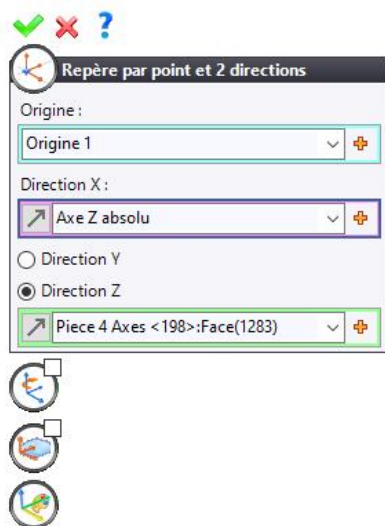 Repère par point et 2 directions
Origine :
Origine 1
Direction X :
Axe Z absolu
Direction Y
Direction Z
Piece 4 Axes <198>:Face(1283)